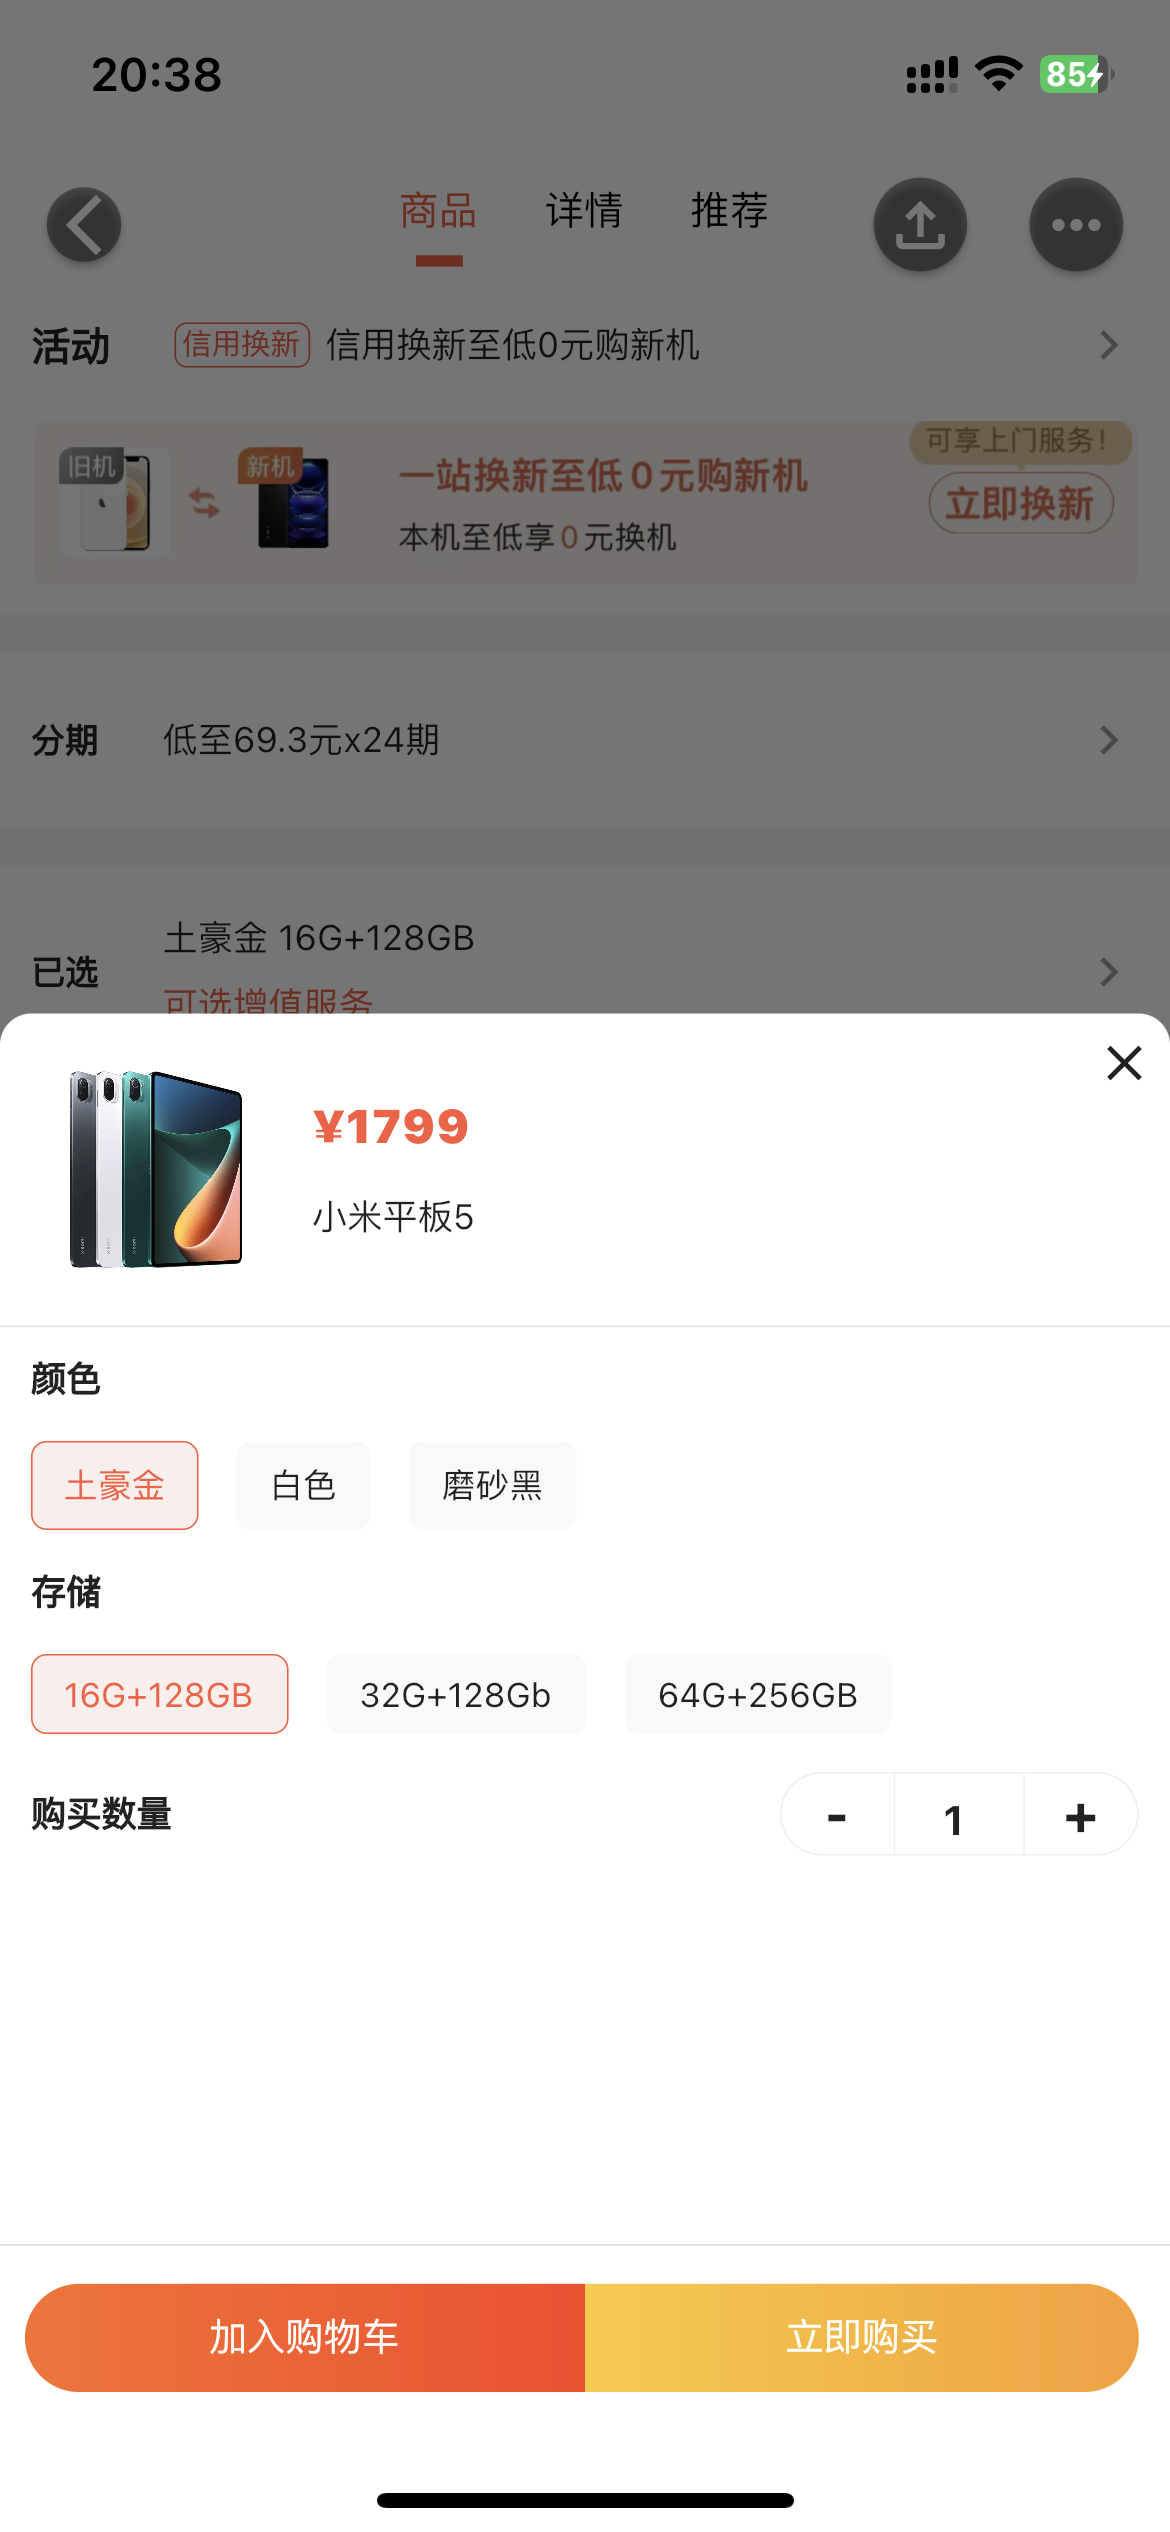 20:38
85
商品 详情 推荐
活动 信用换新 信用换新至低0元购新机
旧机 新机 一站换新至低0元购新机 可享上门服务!
本机至低享0元换机 立即换新
分期 低至69.3元x24期
土豪金 16G+128GB
已选
可选增值服务
¥1799
小米平板5
颜色
土豪金 白色 磨砂黑
存储
16G+128GB 32G+128Gb 64G+256GB
购买数量 - 1 +
加入购物车 立即购买